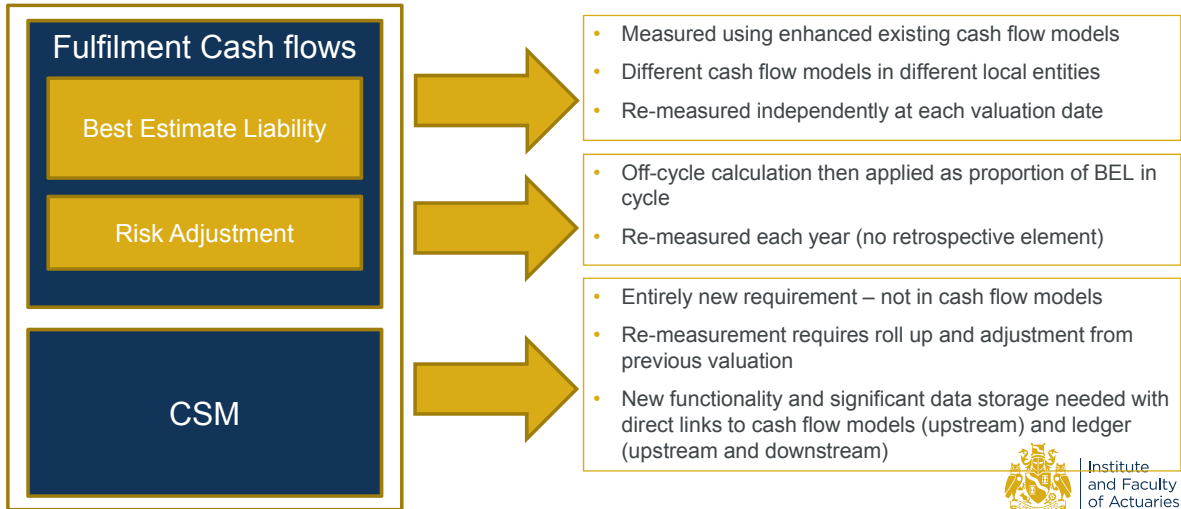 Fulfilment Cash flows
Best Estimate Liability
Risk Adjustment
CSM
• Measured using enhanced existing cash flow models
• Different cash flow models in different local entities
• Re-measured independently at each valuation date
• Off-cycle calculation then applied as proportion of BEL in
cycle
• Re-measured each year (no retrospective element)
• Entirely new requirement – not in cash flow models
• Re-measurement requires roll up and adjustment from
previous valuation
• New functionality and significant data storage needed with
direct links to cash flow models (upstream) and ledger
(upstream and downstream)
Institute
and Faculty
of Actuaries